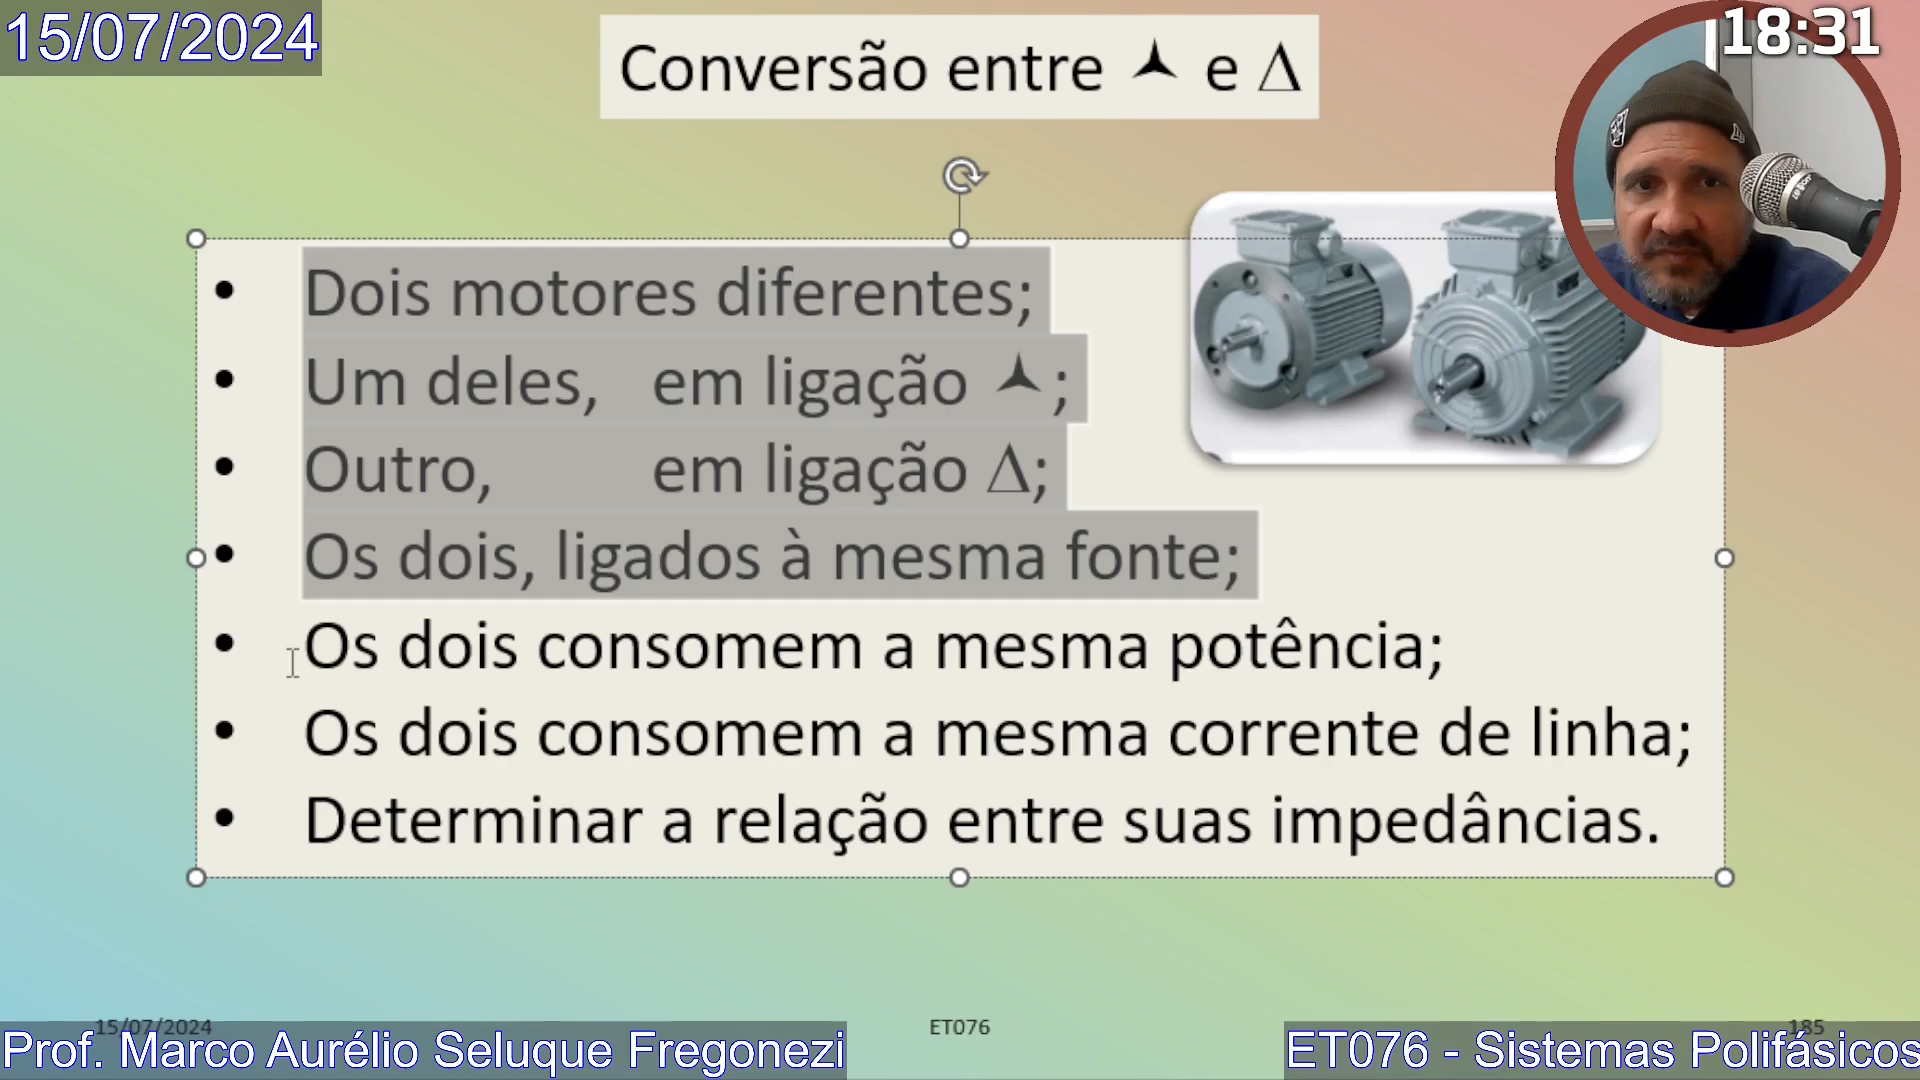 15/07/2024
Conversão entre ⅄ e Δ
18:31
• Dois motores diferentes;
• Um deles, em ligação ⅄;
• Outro, em ligação Δ;
• Os dois, ligados à mesma fonte;
• Os dois consomem a mesma potência;
• Os dois consomem a mesma corrente de linha;
• Determinar a relação entre suas impedâncias.
15/07/2024
ET076
185
Prof. Marco Aurélio Seluque Fregonezi
ET076 - Sistemas Polifásicos